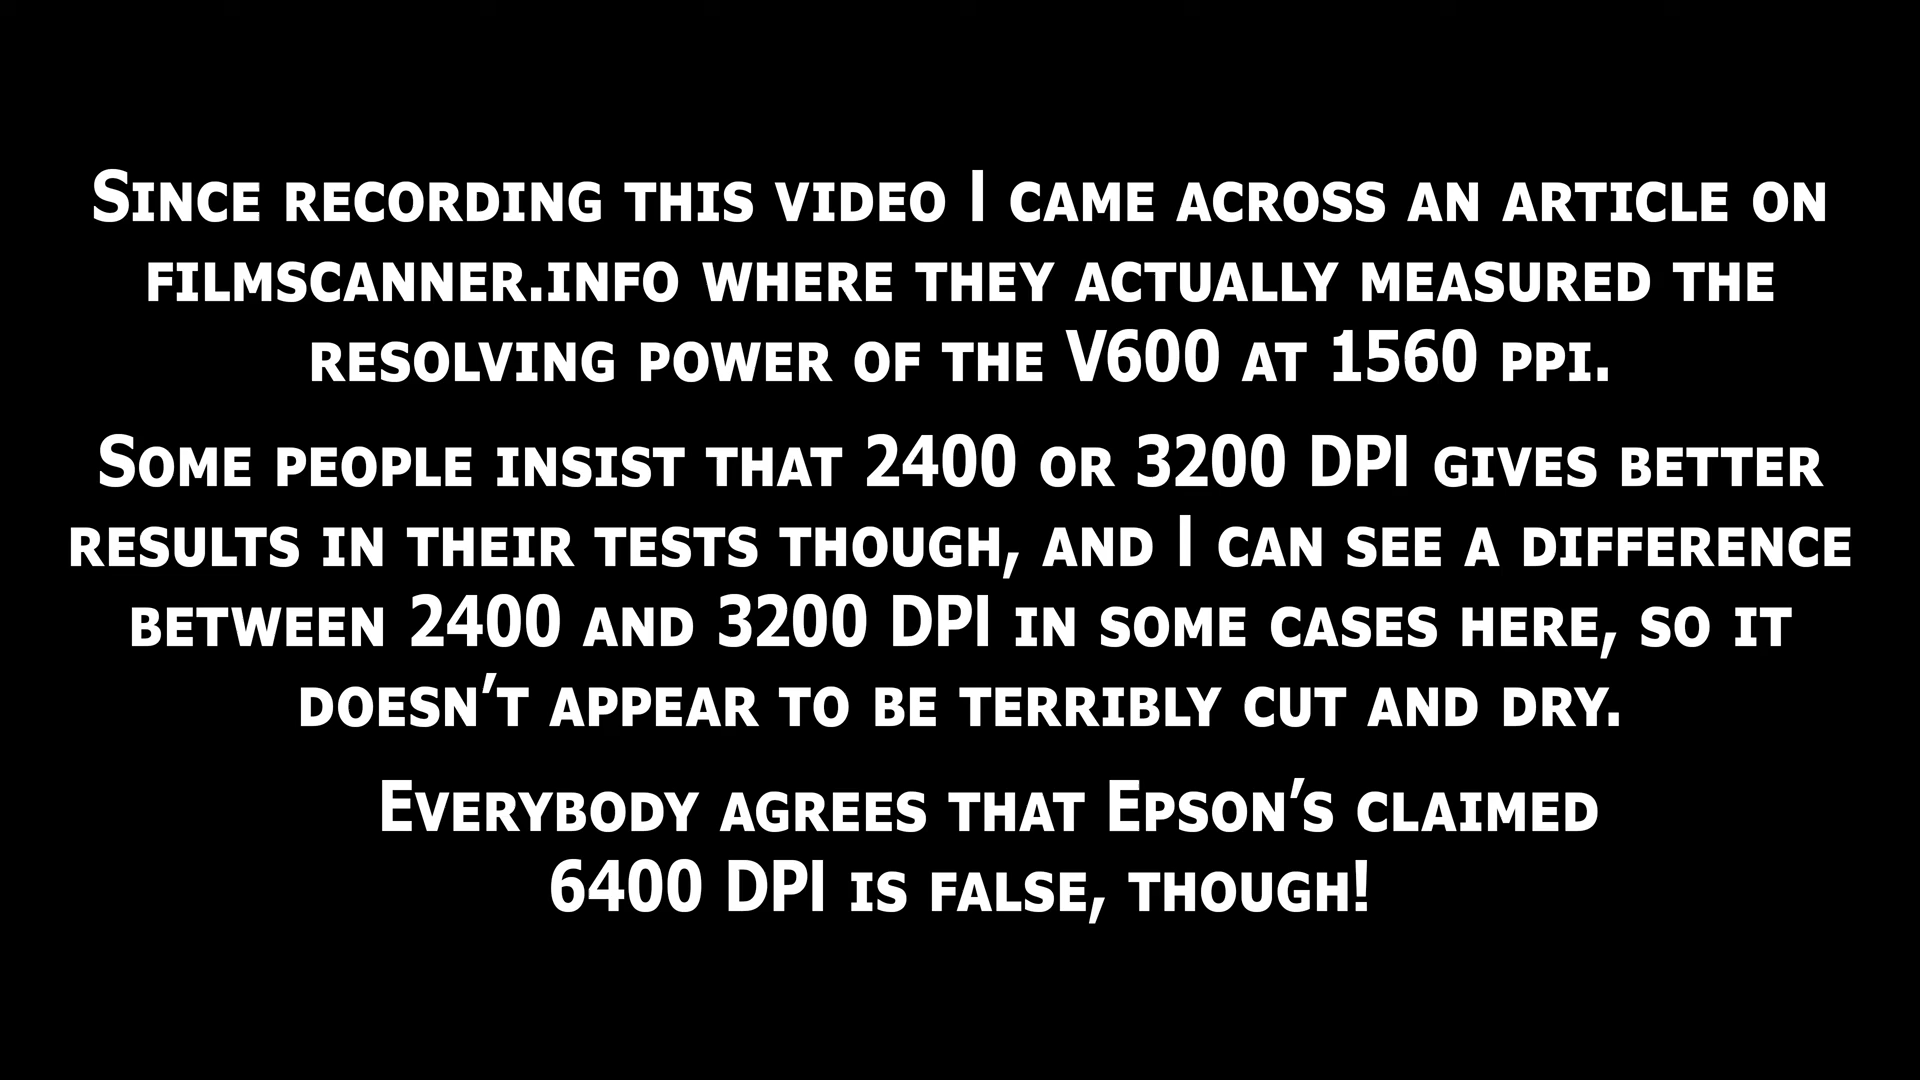 Since recording this video I came across an article on
filmscanner.info where they actually measured the
resolving power of the V600 at 1560 ppi.
Some people insist that 2400 or 3200 DPI gives better
results in their tests though, and I can see a difference
between 2400 and 3200 DPI in some cases here, so it
doesn’t appear to be terribly cut and dry.
Everybody agrees that Epson’s claimed
6400 DPI is false, though!